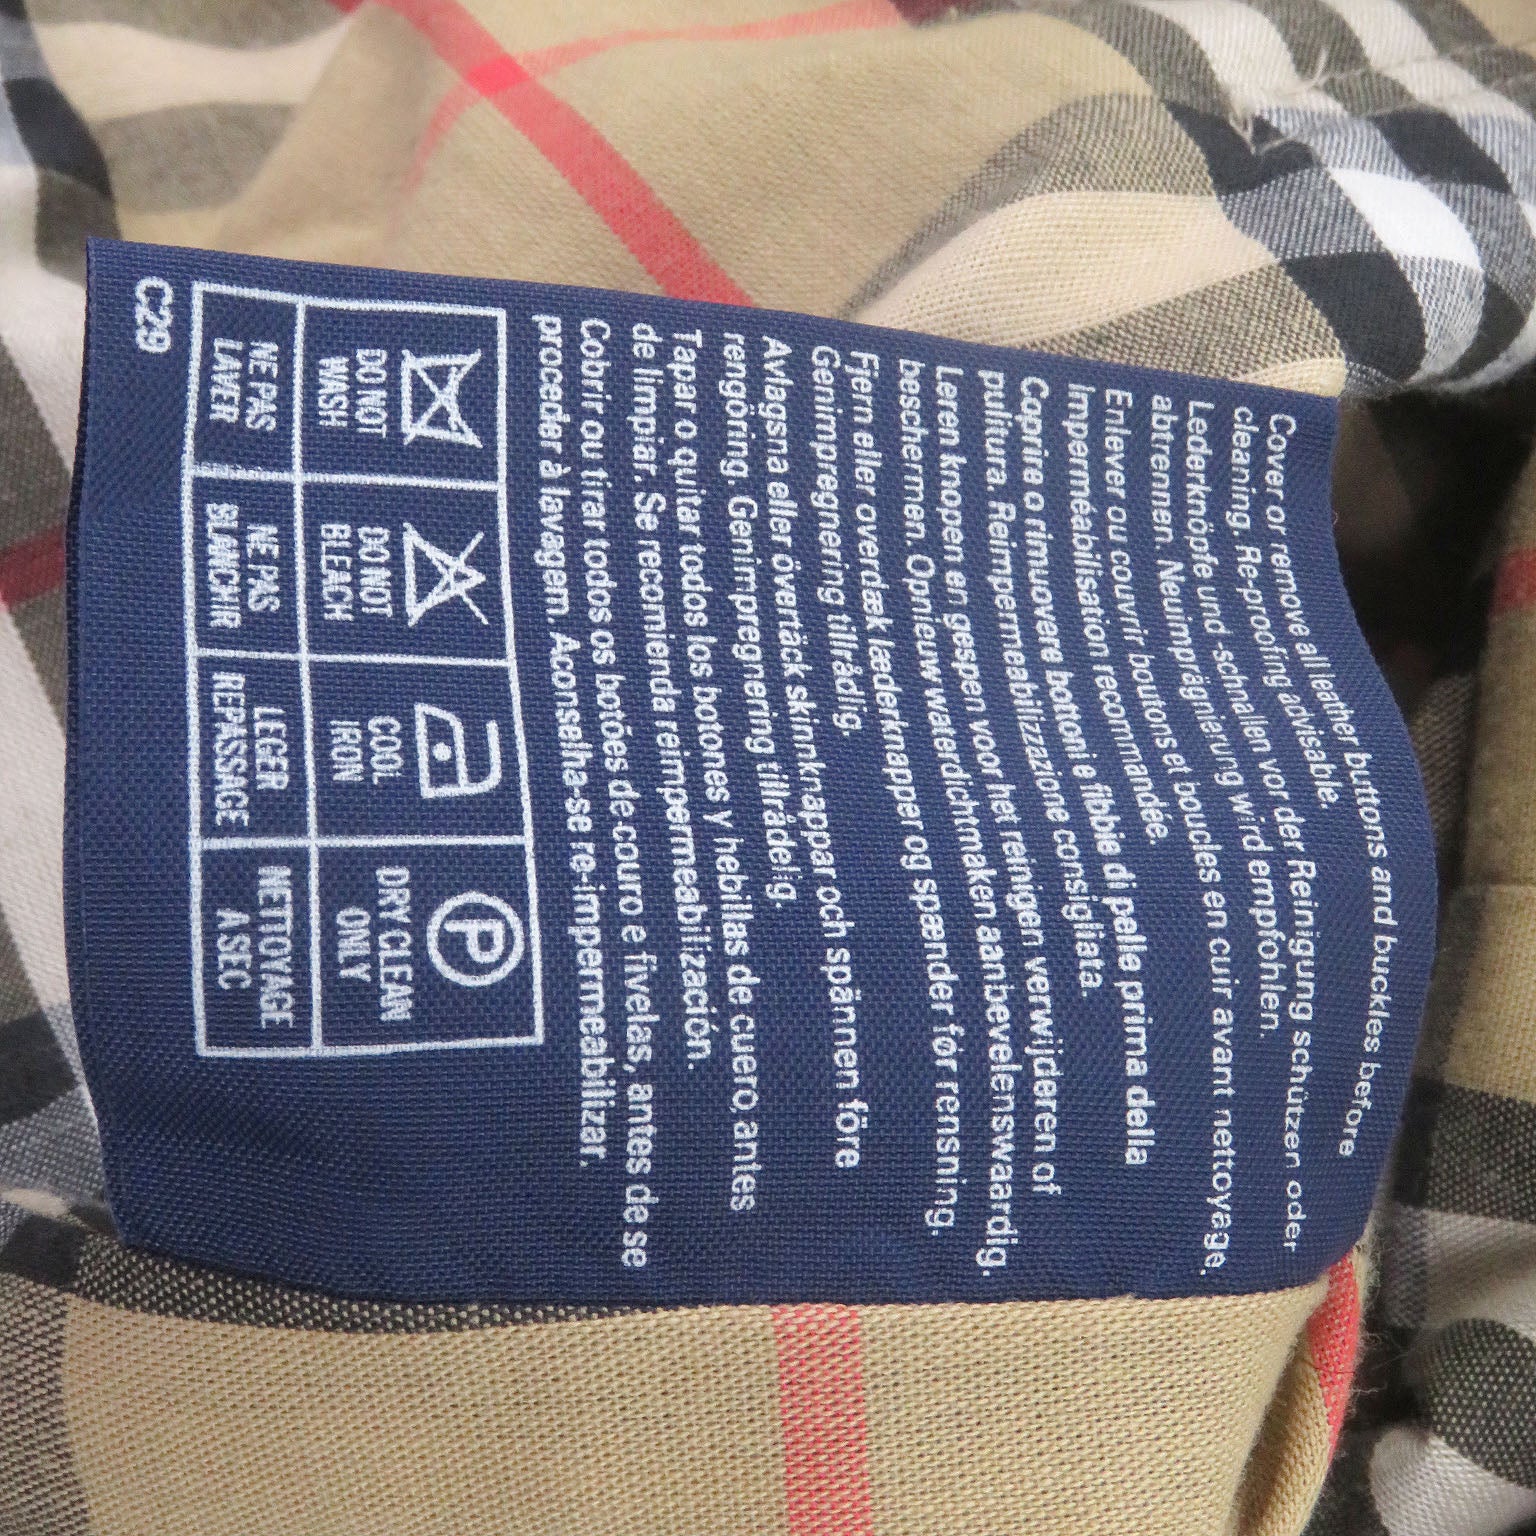 Cover or remove all leather buttons and buckles before
cleaning. Re-proofing advisable.
Lederknöpfe und -schnallen vor der Reinigung schützen oder
abtrennen. Neuimprägnierung wird empfohlen.
Enlever ou couvrir boutons et boucles en cuir avant nettoyage.
Imperméabilisation recommandée.
Coprire o rimuovere bottoni e fibbie di pelle prima della
pulitura. Reimpermeabilizzazione consigliata.
Leren knopen en gespen voor het reinigen verwijderen of
beschermen. Opnieuw waterdichtmaken aanbevelenswaardig.
Fjern eller overdæk læderknapper og spænder før rensning.
Genimpregnering tillrådig.
Avlagsna eller övertäck skinnknappar och spännen före
rengöring. Genimpregnering tillrådelig.
Tapar o quitar todos los botones y hebillas de cuero, antes
de limpiar. Se recomienda reimpermeabilización.
Cobrir ou tirar todos os botões de couro e fivelas, antes de se
proceder à lavagem. Aconselha-se re-impermeabilizar.
P
DO NOT WASH
DO NOT BLEACH
COOL IRON
DRY CLEAN ONLY
NE PAS LAVER
NE PAS BLANCHIR
LEGER REPASSAGE
NETTOYAGE A SEC
C29